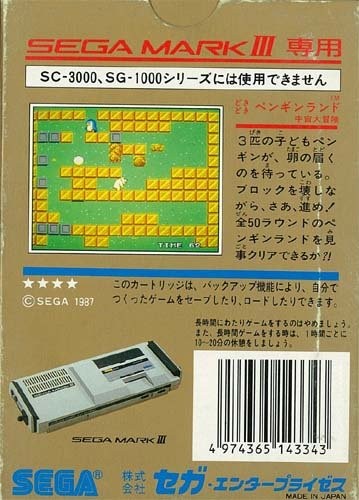 SEGA MARK III 専用
SC-3000、SG-1000シリーズには使用できません
どきどき ペンギンランド TM
宇宙大冒険
3匹の子どもペンギンが、卵の届くのを待っている。ブロックを壊しながら、さあ、進め!全50ラウンドのペンギンランドを見事クリアできるか?!
TIME 62
★★★★
©SEGA 1987
このカートリッジは、バックアップ機能により、自分で
つくったゲームをセーブしたり、ロードしたりできます。
長時間にわたりゲームをするのはやめましょう。
また、長時間ゲームする時は、1時間ごとに
10〜20分の休憩をしましょう。
SEGA MARK III
4 974365 143343
SEGA® 株式会社 セガ・エンタープライゼス
MADE IN JAPAN